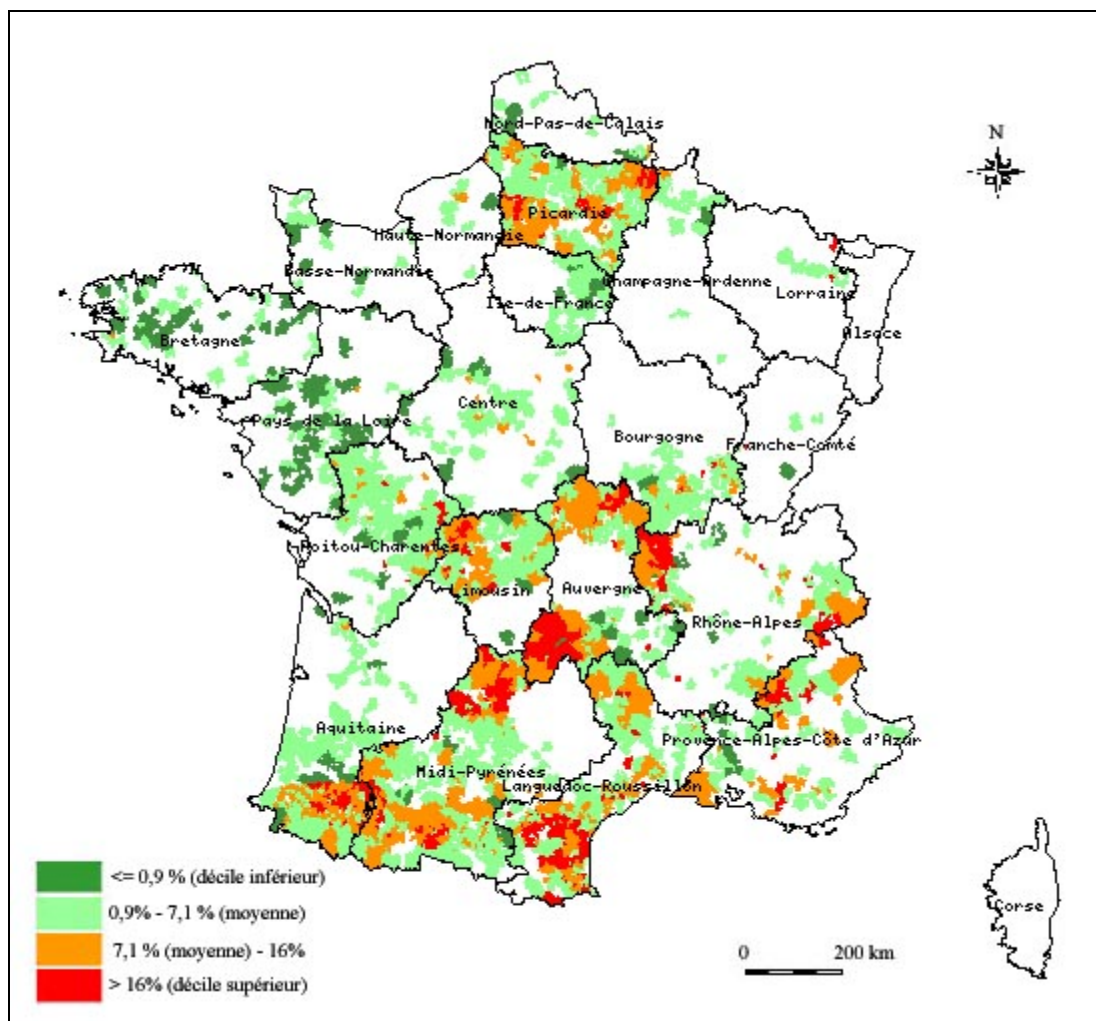 Nord-Pas-de-Calais
N
Picardie
Haute-Normandie
Basse-Normandie
Ile-de-France
Champagne-Ardenne
Lorraine
Alsace
Bretagne
Pays de la Loire
Centre
Bourgogne
Franche-Comté
Poitou-Charentes
Limousin
Auvergne
Rhône-Alpes
Aquitaine
Midi-Pyrénées
Provence-Alpes-Côte d'Azur
Languedoc-Roussillon
Corse
<= 0,9 % (décile inférieur)
0,9% - 7,1 % (moyenne)
7,1 % (moyenne) - 16%
> 16% (décile supérieur)
0 200 km